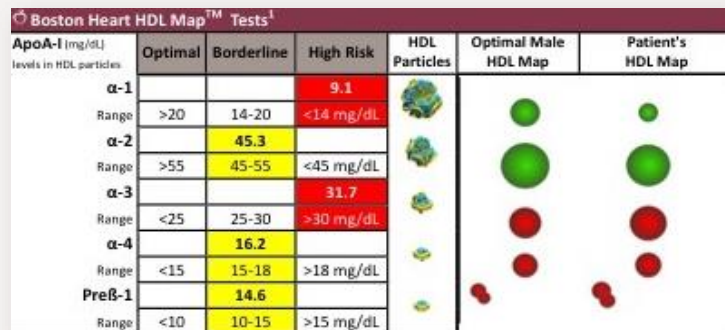 Boston Heart HDL Map™ Tests¹
ApoA-I (mg/dL) levels in HDL particles Optimal Borderline High Risk HDL Particles Optimal Male HDL Map Patient's HDL Map
α-1 9.1
Range >20 14-20 <14 mg/dL
α-2 45.3
Range >55 45-55 <45 mg/dL
α-3 31.7
Range <25 25-30 >30 mg/dL
α-4 16.2
Range <15 15-18 >18 mg/dL
Preß-1 14.6
Range <10 10-15 >15 mg/dL